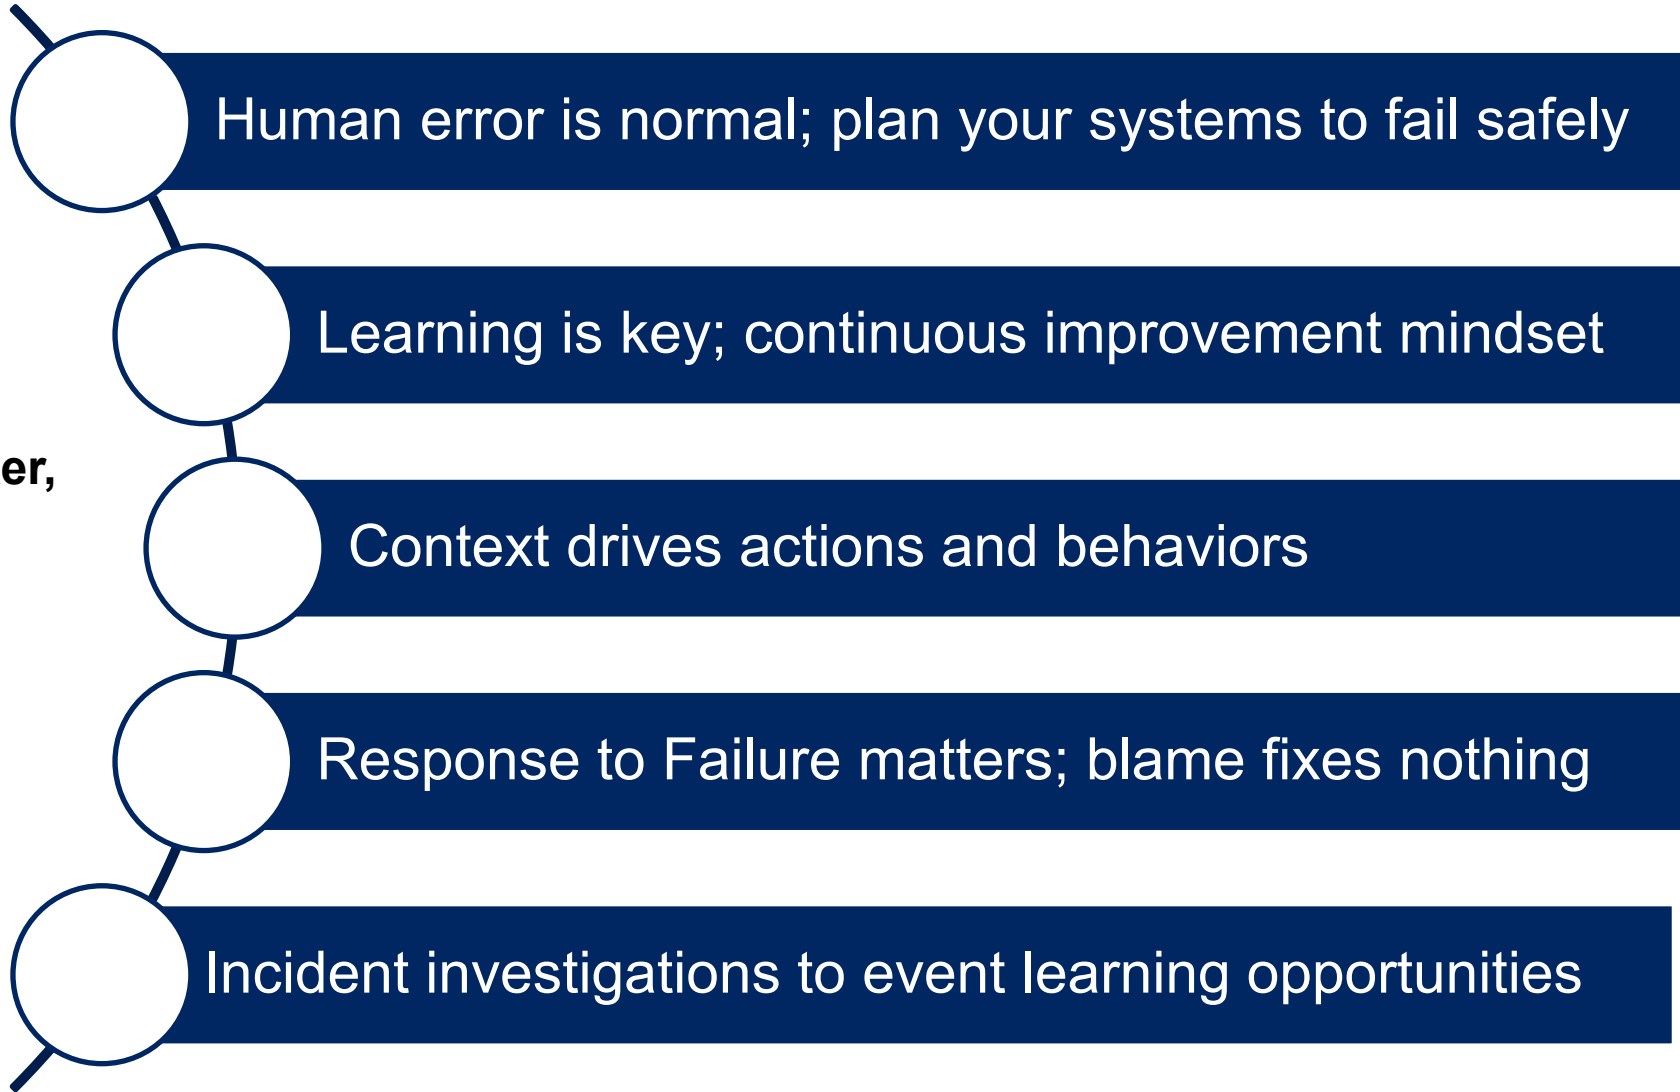 Human error is normal; plan your systems to fail safely
Learning is key; continuous improvement mindset
Context drives actions and behaviors
Response to Failure matters; blame fixes nothing
Incident investigations to event learning opportunities